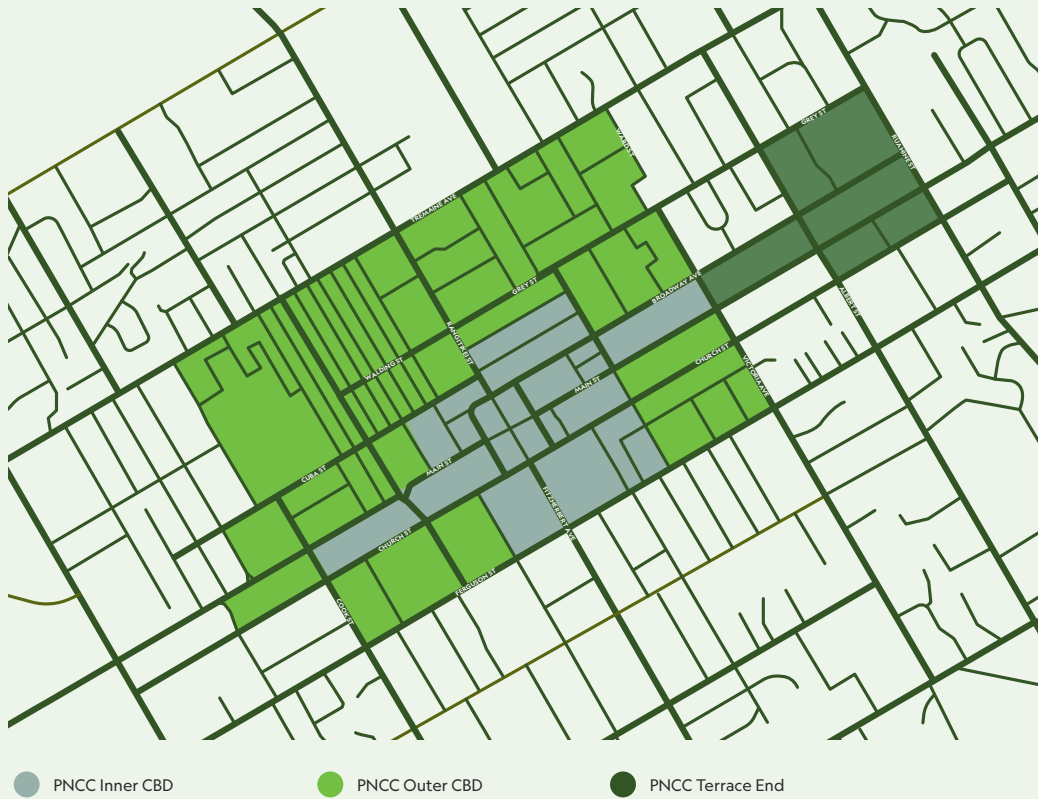 GREY ST
WARD ST
RUAHINE ST
TREMAINE AVE
GREY ST
BROADWAY AVE
ALBERT ST
RANGITIKEI ST
WALDING ST
CHURCH ST
VICTORIA AVE
MAIN ST
CUBA ST
MAIN ST
FITZHERBERT AVE
CHURCH ST
FERGUSON ST
COOK ST
PNCC Inner CBD
PNCC Outer CBD
PNCC Terrace End